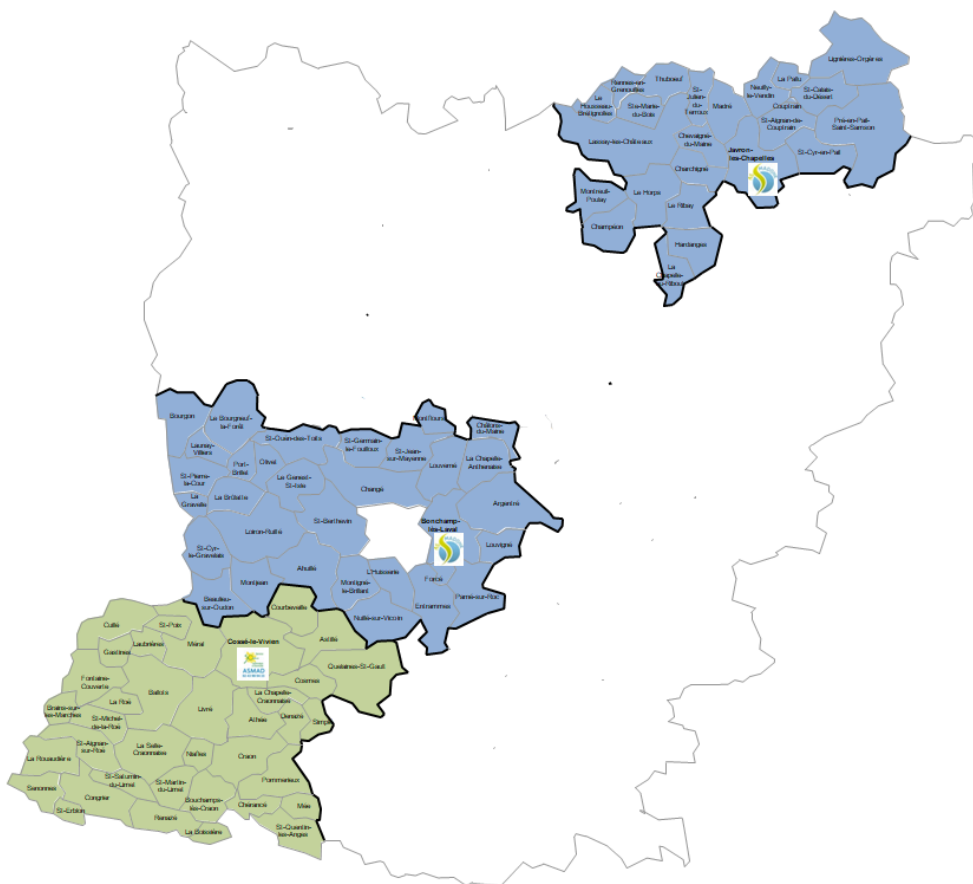 Lignières-Orgères
Rennes-en-
Grenouilles
Thuboeuf
La Pallu
Neuilly-
le-Vendin
St-Calais-
du-Désert
St-
Julien-
du-
Terroux
Madré
La
Housseau-
Brétignolles
Ste-Marie-
du-Bois
Couptrain
St-Aignan-de-
Couptrain
Pré-en-Pail-
Saint-Samson
Lassay-les-Châteaux
Chevaigné-
du-Maine
Javron-
les-Chapelles
St-Cyr-en-Pail
Charchigné
Montreuil-
Poulay
Le Horps
Le Ribay
Champéon
Hardanges
La
Chapelle-
au-Riboul
Bourgon
Le Bourgneuf-
la-Forêt
Montflours
Châlons-
du-Maine
St-Ouën-des-Toits
St-Germain-
le-Fouilloux
St-Jean-
sur-Mayenne
Launay-
Villiers
Louverné
La Chapelle-
Anthenaise
Port-
Brillet
Olivet
St-Pierre-
la-Cour
Le Genest-
St-Isle
Changé
La
Gravelle
La Brûlatte
Argentré
St-Berthevin
Bonchamp-
lès-Laval
Loiron-Ruillé
Louvigné
St-Cyr-
le-Gravelais
Ahuillé
L'Huisserie
Montjean
Montigné-
le-Brillant
Forcé
Parné-sur-Roc
Beaulieu-
sur-Oudon
Entrammes
Nuillé-sur-Vicoin
Courbeveille
Cuillé
St-Poix
Cossé-le-Vivien
Astillé
Gastines
Laubrières
Méral
ASMAD
Quelaines-St-Gault
Fontaine-
Couverte
Cosmes
Ballots
La Chapelle-
Craonnaise
La Roë
Livré
Brains-sur-
les-Marches
St-Michel-
de-la-Roë
Athée
Denazé
Simplé
St-Aignan-
sur-Roë
La Selle-
Craonnaise
Niafles
Craon
La Rouaudière
St-Saturnin-
du-Limet
St-Martin-
du-Limet
Pommerieux
Senonnes
Congrier
Bouchamps-
lès-Craon
Chérancé
Mée
St-Erblon
Renazé
La Boissière
St-Quentin-
les-Anges